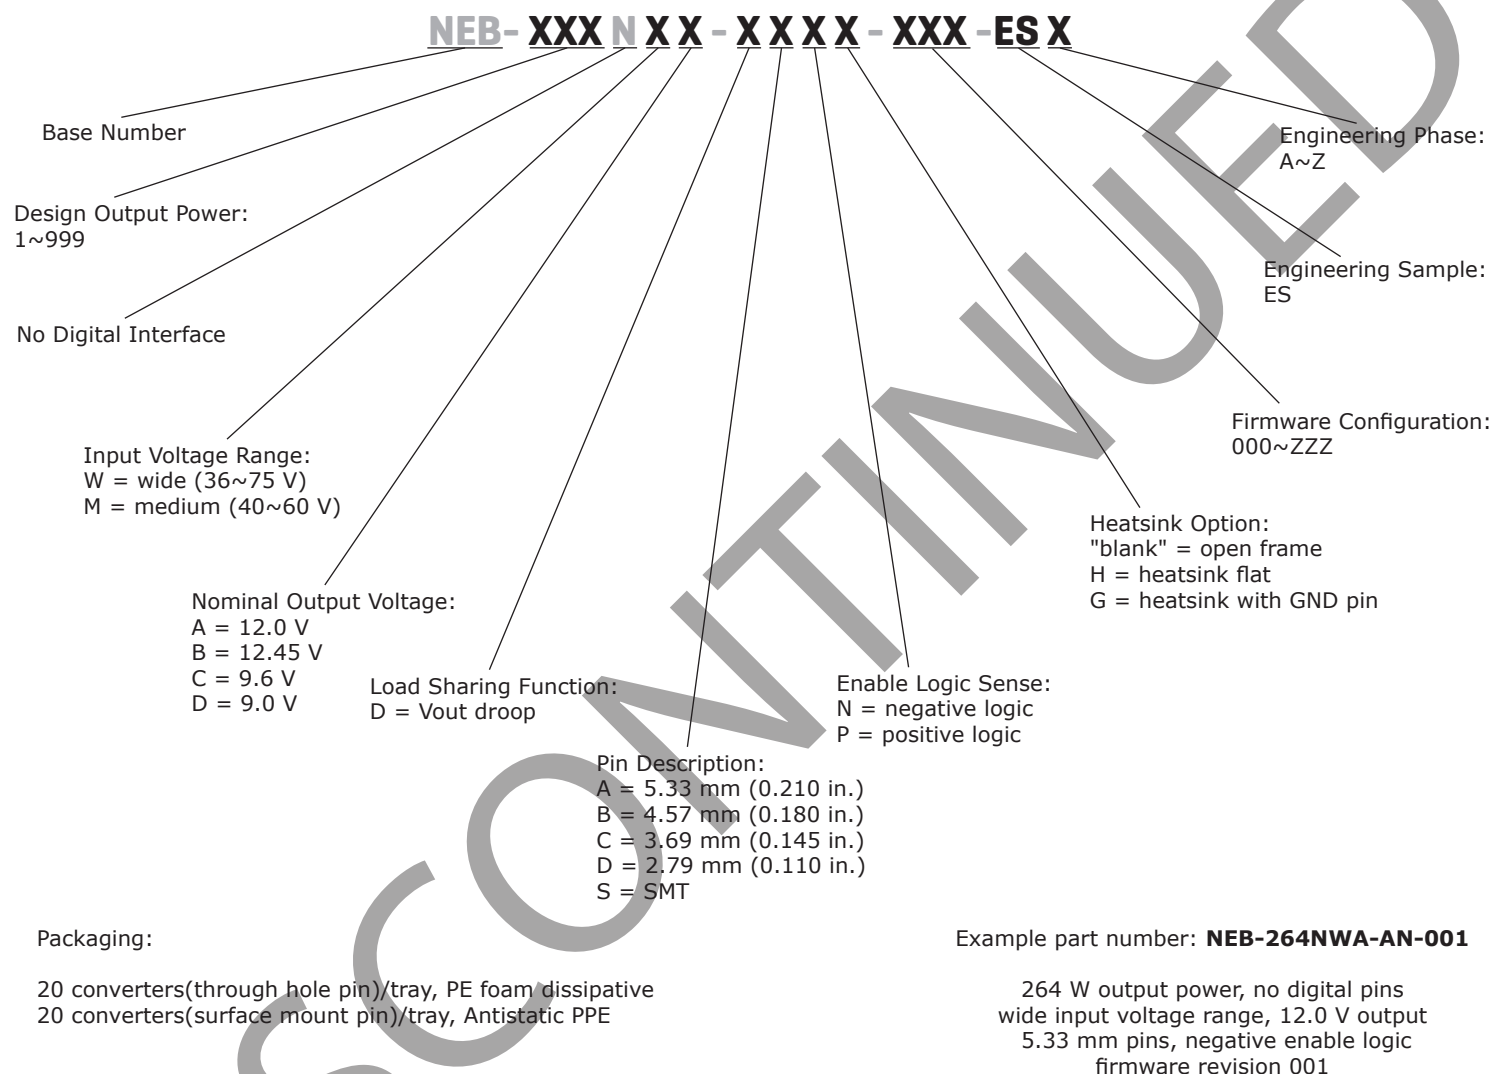 NEB- XXX N X X - X X X X - XXX -ES X
Base Number
Engineering Phase:
A~Z
Design Output Power:
1~999
Engineering Sample:
ES
No Digital Interface
Firmware Configuration:
000~ZZZ
Input Voltage Range:
W = wide (36~75 V)
M = medium (40~60 V)
Heatsink Option:
"blank" = open frame
H = heatsink flat
G = heatsink with GND pin
Nominal Output Voltage:
A = 12.0 V
B = 12.45 V
C = 9.6 V
D = 9.0 V
Load Sharing Function:
D = Vout droop
Enable Logic Sense:
N = negative logic
P = positive logic
Pin Description:
A = 5.33 mm (0.210 in.)
B = 4.57 mm (0.180 in.)
C = 3.69 mm (0.145 in.)
D = 2.79 mm (0.110 in.)
S = SMT
Packaging:
20 converters(through hole pin)/tray, PE foam dissipative
20 converters(surface mount pin)/tray, Antistatic PPE
Example part number: NEB-264NWA-AN-001
264 W output power, no digital pins
wide input voltage range, 12.0 V output
5.33 mm pins, negative enable logic
firmware revision 001
SCONTINUED